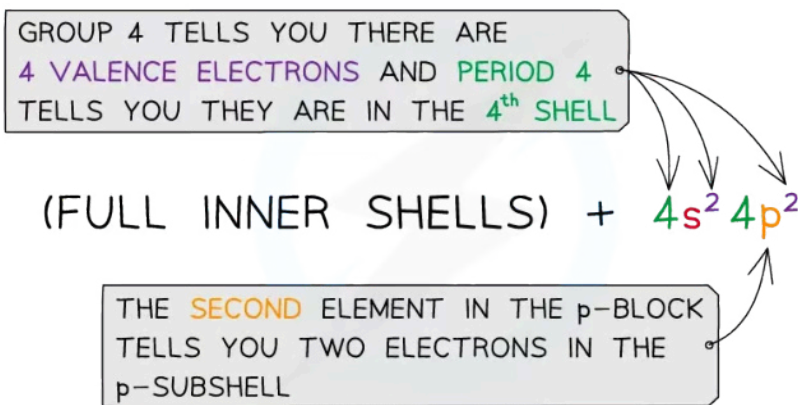 GROUP 4 TELLS YOU THERE ARE
4 VALENCE ELECTRONS AND PERIOD 4
TELLS YOU THEY ARE IN THE 4th SHELL
(FULL INNER SHELLS) + 4s² 4p²
THE SECOND ELEMENT IN THE p–BLOCK
TELLS YOU TWO ELECTRONS IN THE
p–SUBSHELL